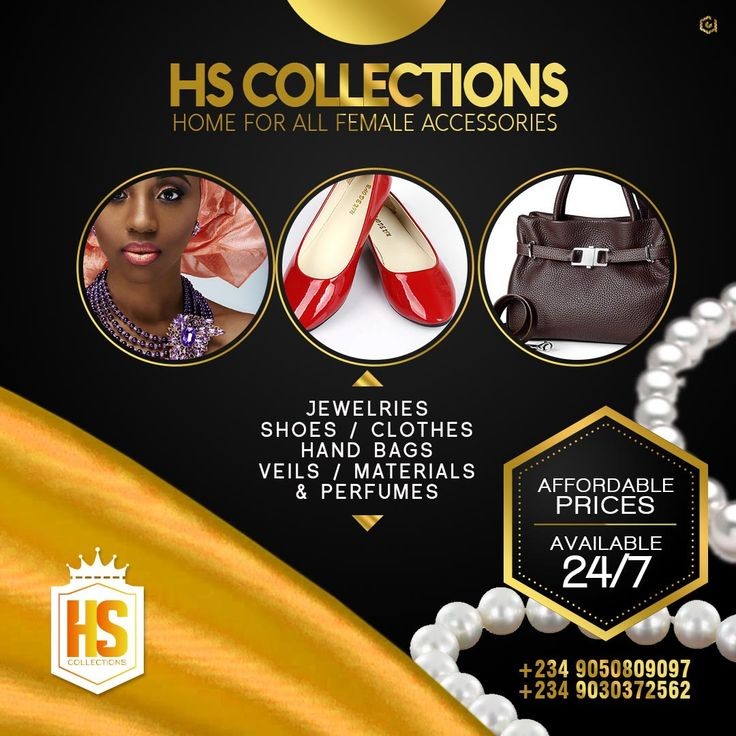 HS COLLECTIONS
HOME FOR ALL FEMALE ACCESSORIES
JEWELRIES
SHOES / CLOTHES
HAND BAGS
VEILS / MATERIALS
& PERFUMES
AFFORDABLE
PRICES
AVAILABLE
24/7
HS
COLLECTIONS
+234 9050809097
+234 9030372562